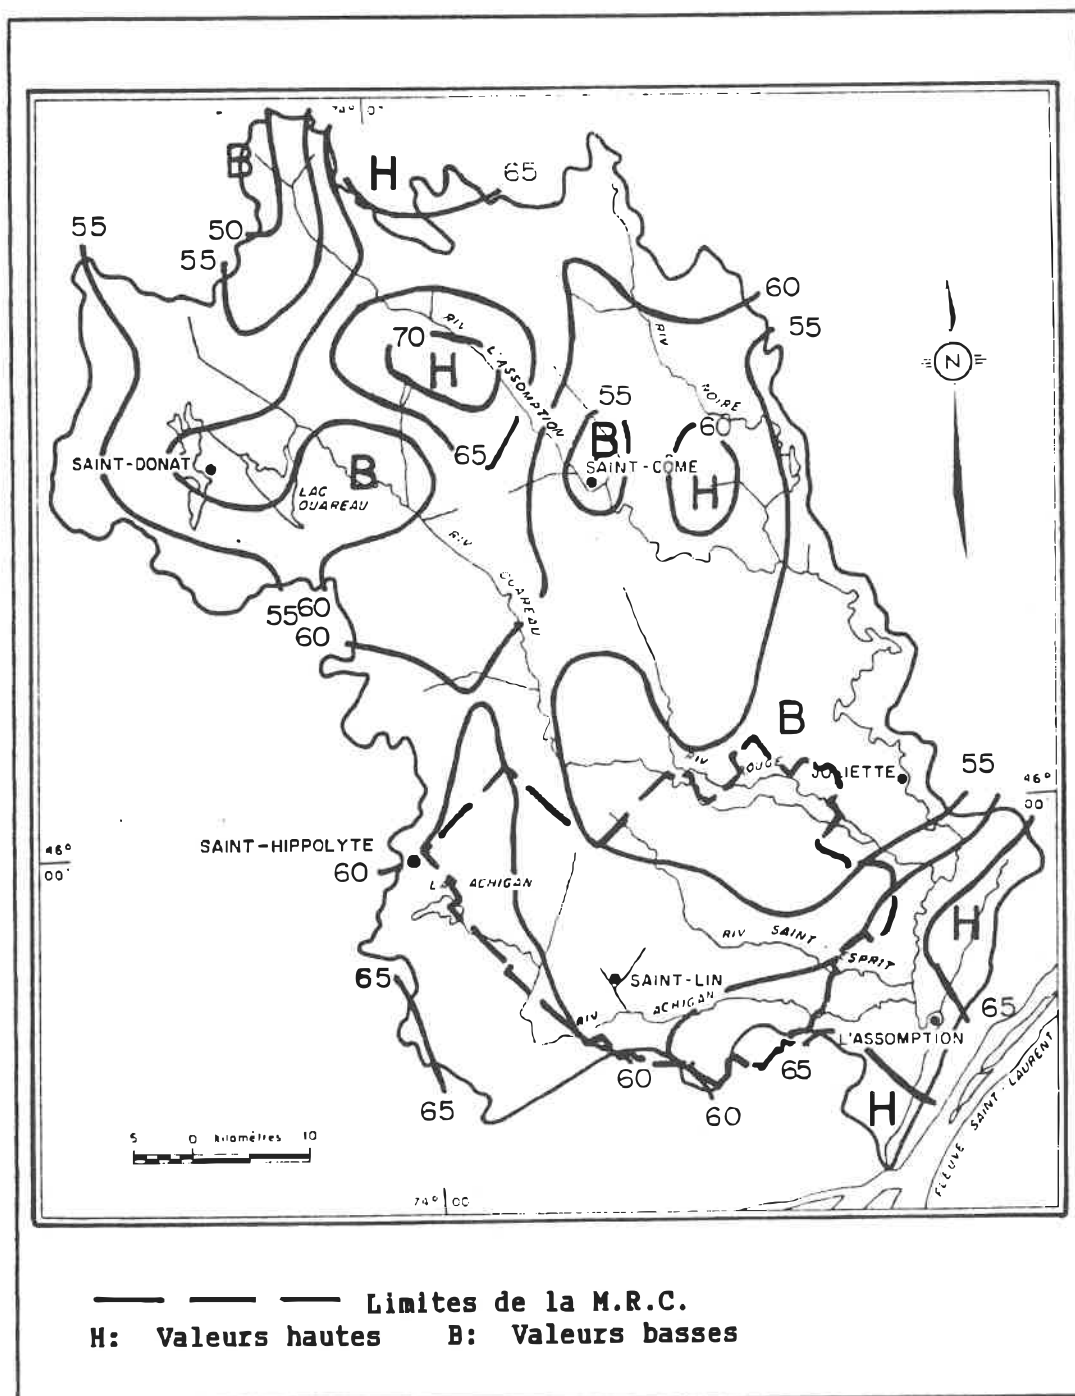 74° 0'
B
H
65
55
50
55
60
55
RIV
L'ASSOMPTION
70
H
RIV
NOIRE
55
60
B
65
SAINT-DONAT
B
SAINT-CÔME
H
LAC
OUAREAU
RIV
OUAREAU
55 60
60
B
RIV
OUGE
JOLIETTE
55
46°
00'
SAINT-HIPPOLYTE
46°
00'
60
L
ACHIGAN
H
RIV SAINT-
SPRIT
65
SAINT-LIN
ACHIGAN
RIV
65
L'ASSOMPTION
60
65
65
60
H
FLEUVE SAINT-LAURENT
5 0 kilomètres 10
74° 00
N
Limites de la M.R.C.
H: Valeurs hautes B: Valeurs basses